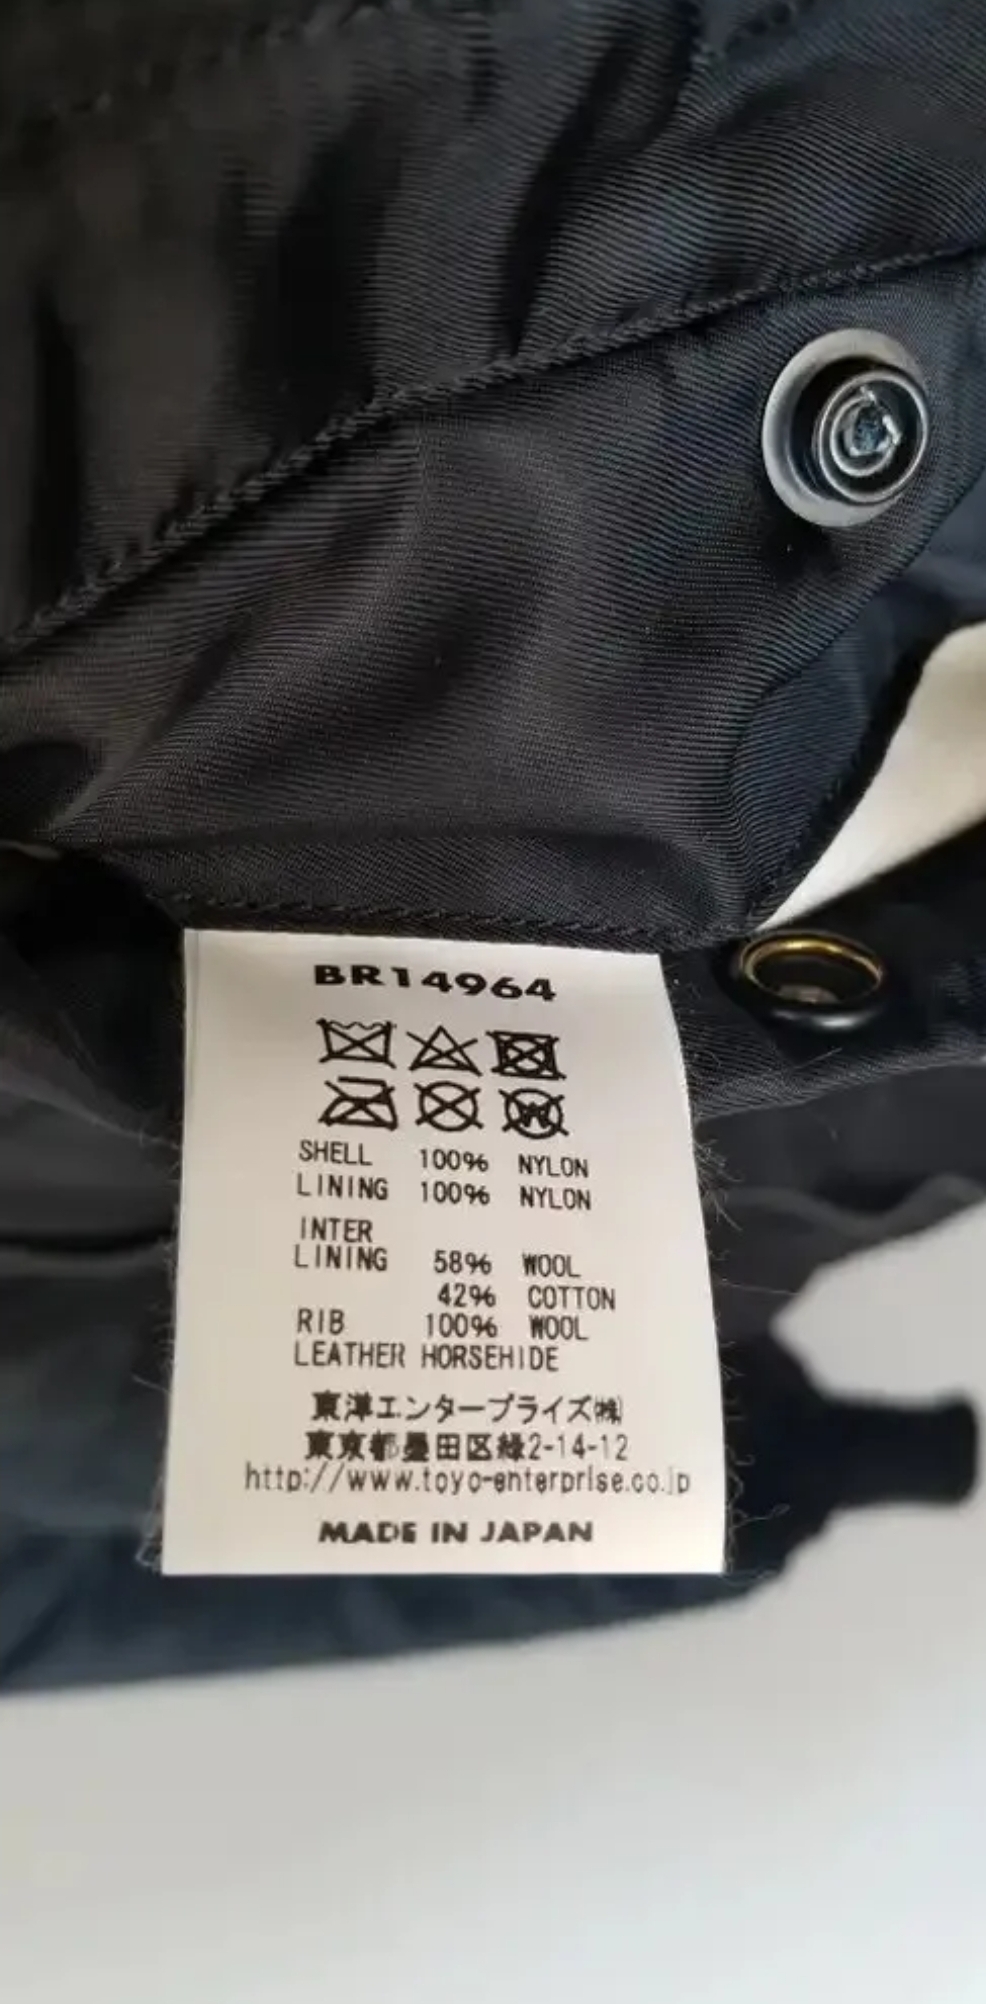 BR14964
W
SHELL 100% NYLON
LINING 100% NYLON
INTER
LINING 58% WOOL
42% COTTON
RIB 100% WOOL
LEATHER HORSEHIDE
東洋エンタープライズ㈱
東京都墨田区緑2-14-12
http://www.toyo-enterprise.co.jp
MADE IN JAPAN